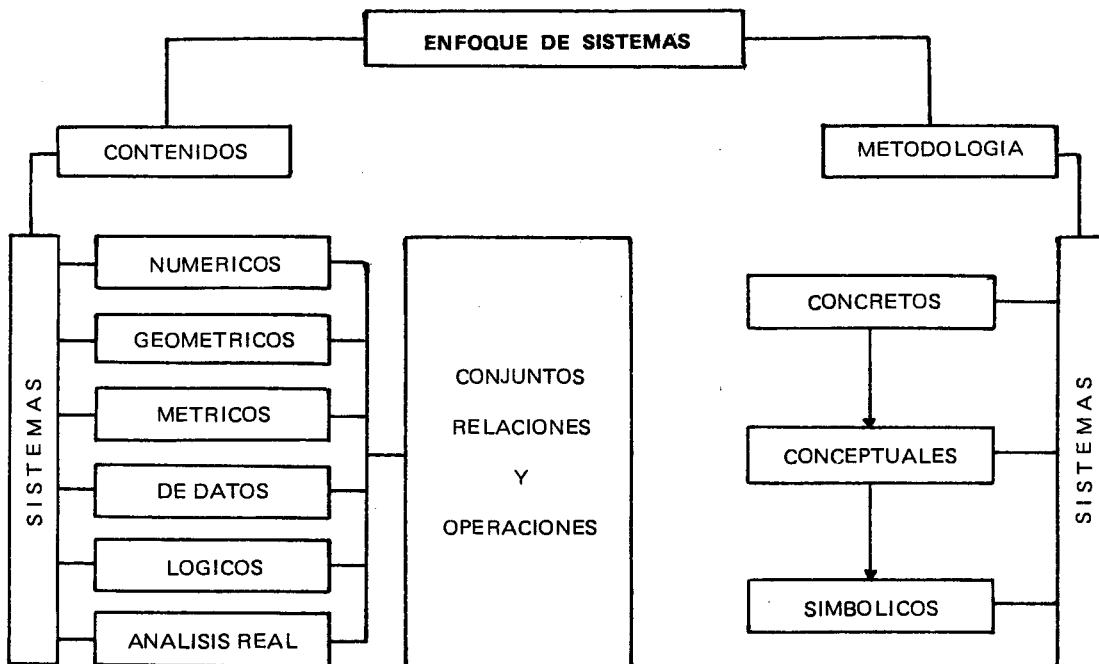 ENFOQUE DE SISTEMAS
CONTENIDOS
METODOLOGIA
SISTEMAS
NUMERICOS
GEOMETRICOS
METRICOS
DE DATOS
LOGICOS
ANALISIS REAL
CONJUNTOS
RELACIONES
Y
OPERACIONES
CONCRETOS
CONCEPTUALES
SIMBOLICOS
SISTEMAS